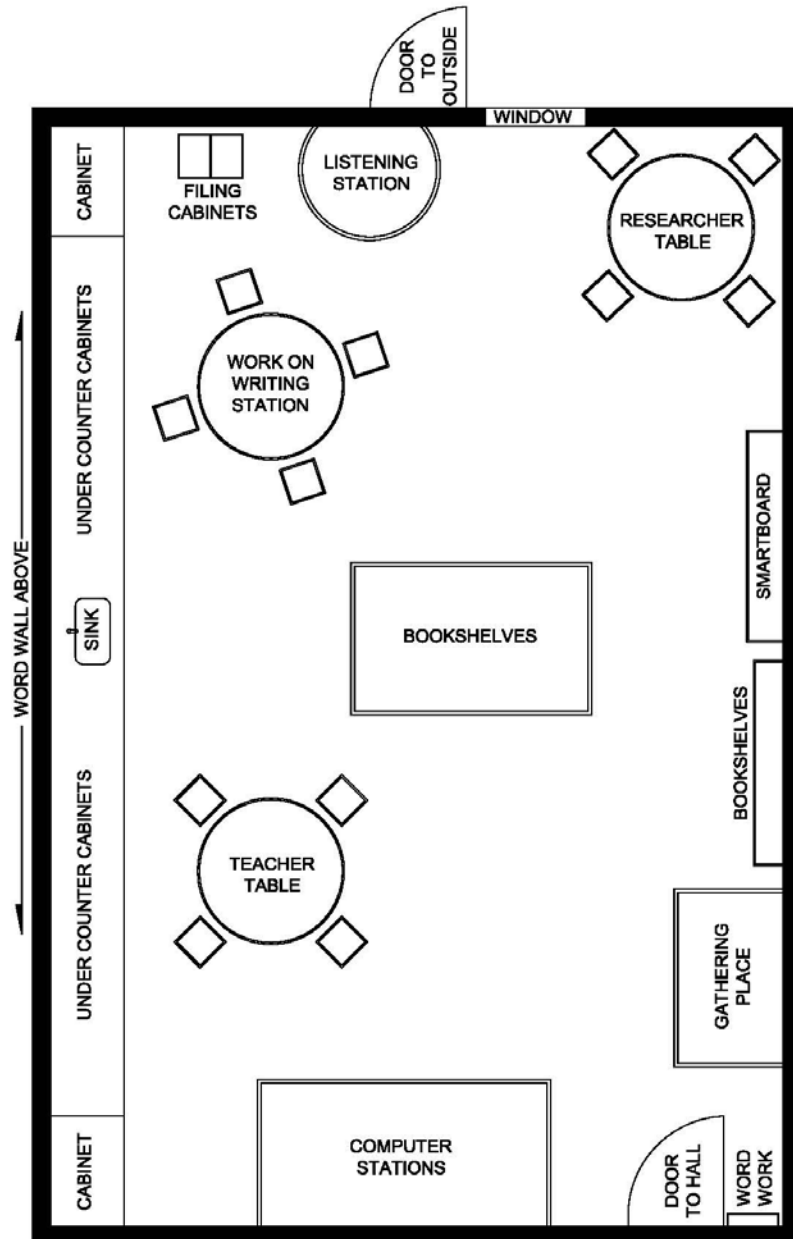 DOOR
TO
OUTSIDE
WINDOW
CABINET
FILING
CABINETS
LISTENING
STATION
RESEARCHER
TABLE
UNDER COUNTER CABINETS
WORK ON
WRITING
STATION
SMARTBOARD
WORD WALL ABOVE
SINK
BOOKSHELVES
BOOKSHELVES
UNDER COUNTER CABINETS
TEACHER
TABLE
GATHERING
PLACE
CABINET
COMPUTER
STATIONS
DOOR
TO HALL
WORD
WORK